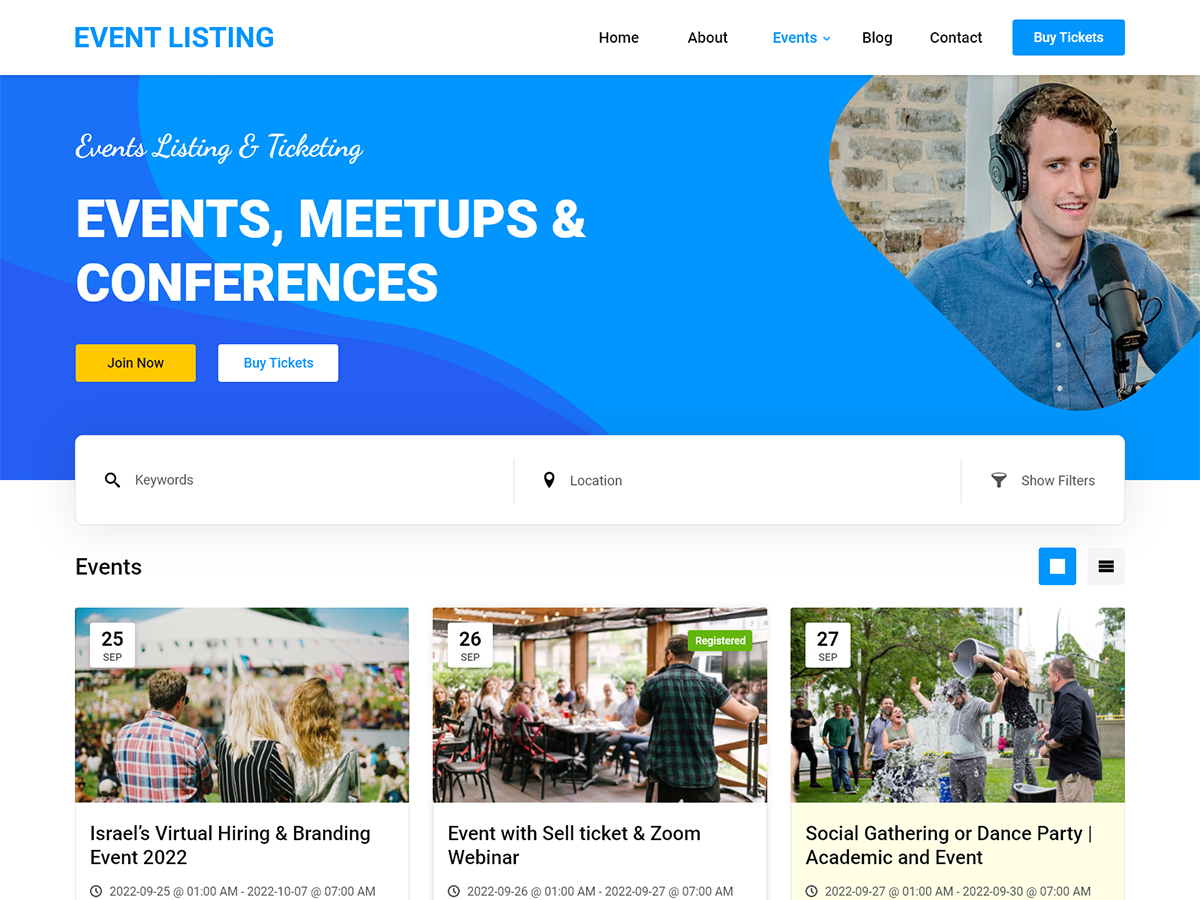 EVENT LISTING
Home About Events Blog Contact Buy Tickets
Events Listing & Ticketing
EVENTS, MEETUPS &
CONFERENCES
Join Now Buy Tickets
Keywords Location Show Filters
Events
25
SEP
26
SEP
Registered
27
SEP
Israel's Virtual Hiring & Branding
Event 2022
2022-09-25 @ 01:00 AM - 2022-10-07 @ 07:00 AM
Event with Sell ticket & Zoom
Webinar
2022-09-26 @ 01:00 AM - 2022-09-27 @ 07:00 AM
Social Gathering or Dance Party |
Academic and Event
2022-09-27 @ 01:00 AM - 2022-09-30 @ 07:00 AM